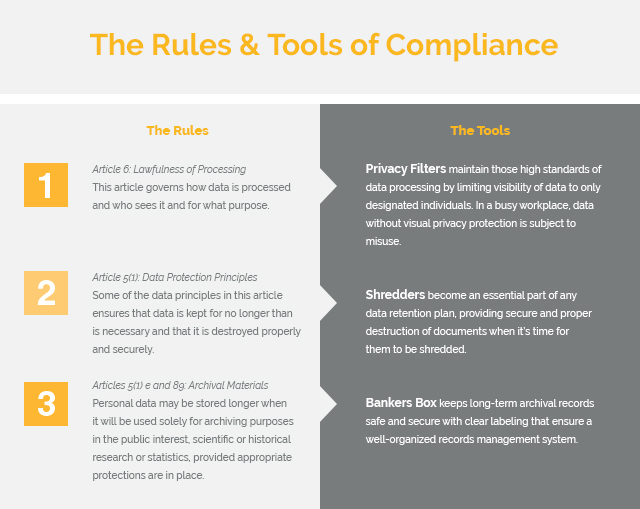 The Rules & Tools of Compliance
The Rules
1
Article 6: Lawfulness of Processing
This article governs how data is processed
and who sees it and for what purpose.
2
Article 5(1): Data Protection Principles
Some of the data principles in this article
ensures that data is kept for no longer than
is necessary and that it is destroyed properly
and securely.
3
Articles 5(1) e and 89: Archival Materials
Personal data may be stored longer when
it will be used solely for archiving purposes
in the public interest, scientific or historical
research or statistics, provided appropriate
protections are in place.
The Tools
Privacy Filters maintain those high standards of
data processing by limiting visibility of data to only
designated individuals. In a busy workplace, data
without visual privacy protection is subject to
misuse.
Shredders become an essential part of any
data retention plan, providing secure and proper
destruction of documents when it's time for
them to be shredded.
Bankers Box keeps long-term archival records
safe and secure with clear labeling that ensure a
well-organized records management system.